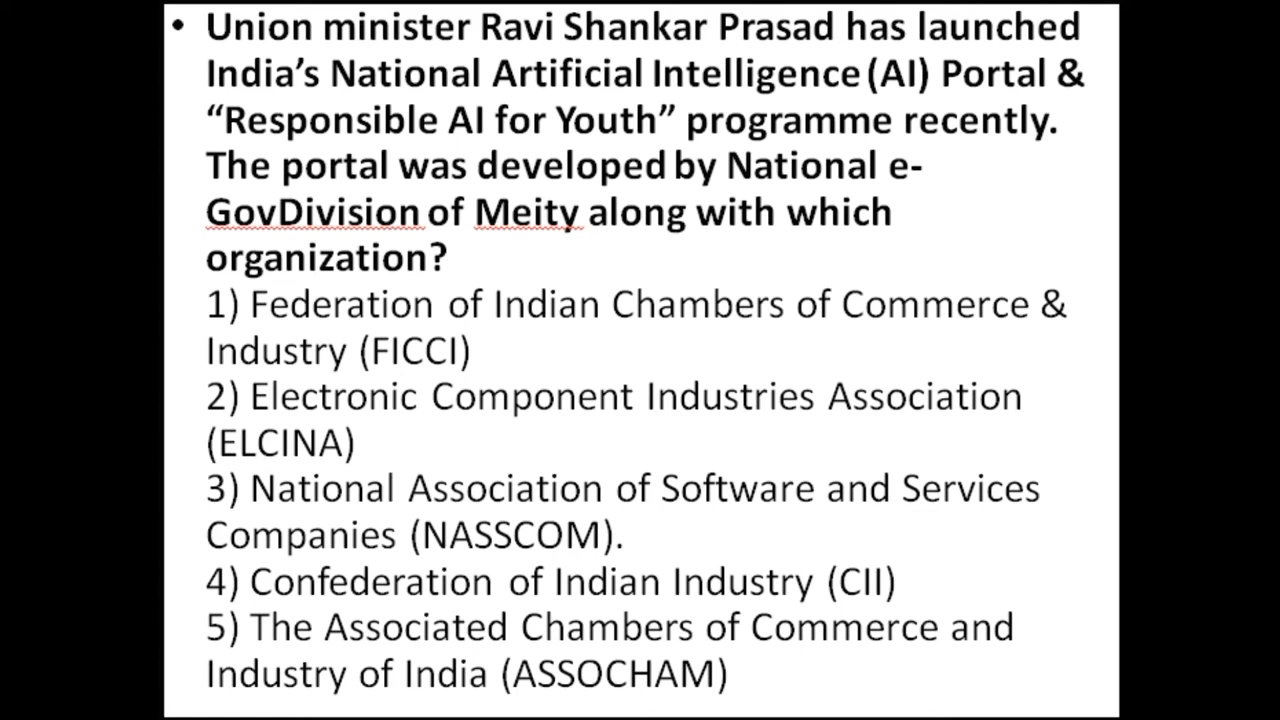 • Union minister Ravi Shankar Prasad has launched
India’s National Artificial Intelligence (AI) Portal &
“Responsible AI for Youth” programme recently.
The portal was developed by National e-
GovDivision of Meity along with which
organization?
1) Federation of Indian Chambers of Commerce &
Industry (FICCI)
2) Electronic Component Industries Association
(ELCINA)
3) National Association of Software and Services
Companies (NASSCOM).
4) Confederation of Indian Industry (CII)
5) The Associated Chambers of Commerce and
Industry of India (ASSOCHAM)